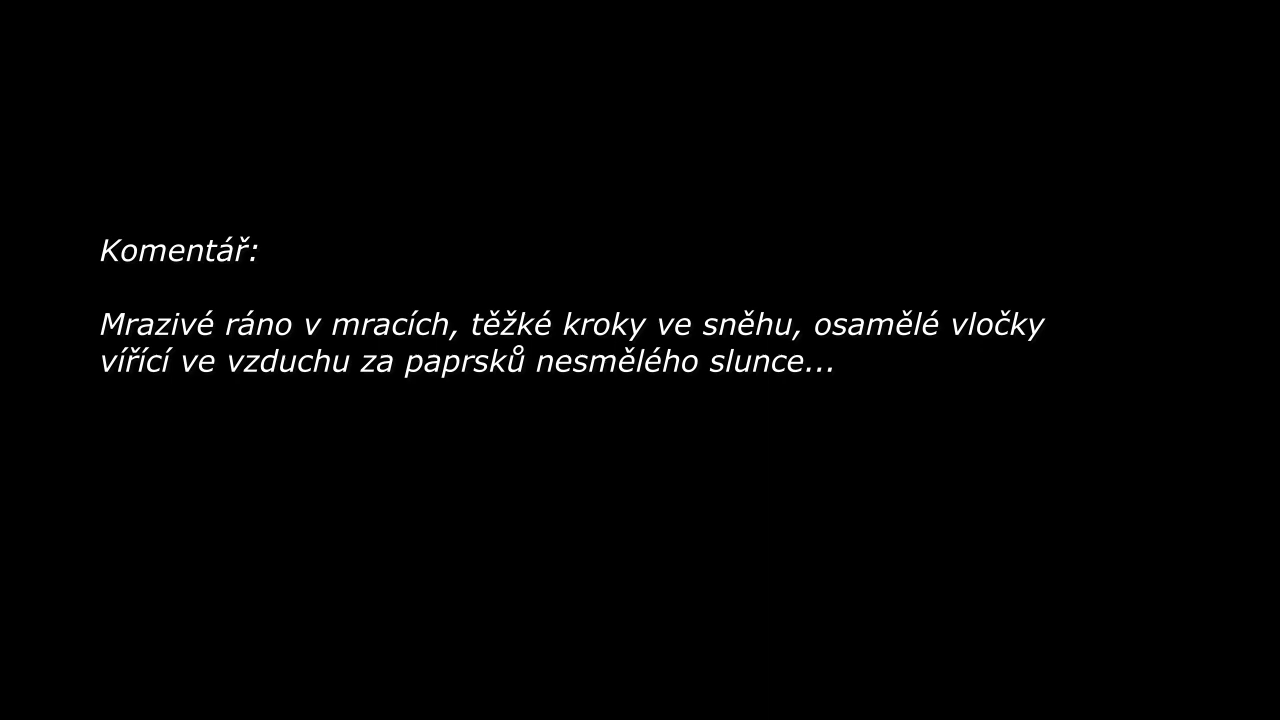 Komentář:
Mrazivé ráno v mracích, těžké kroky ve sněhu, osamělé vločky
vířící ve vzduchu za paprsků nesmělého slunce...